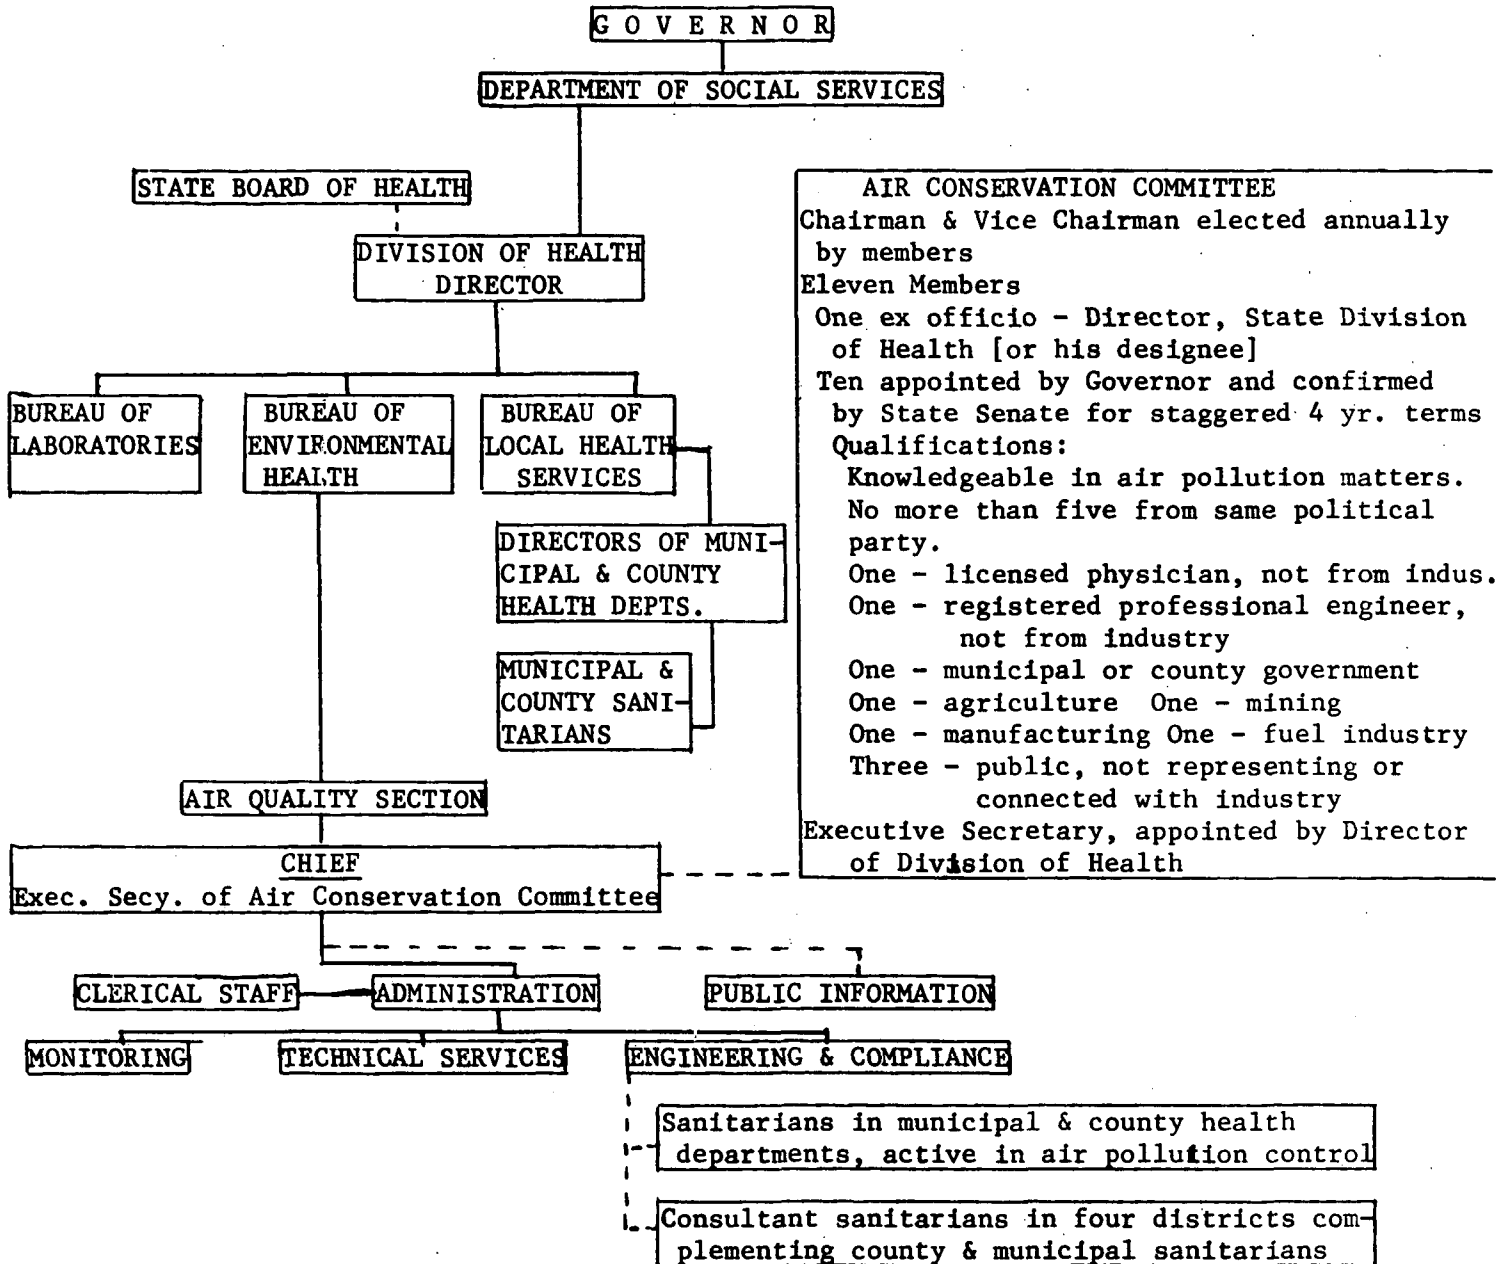 GOVERNOR
DEPARTMENT OF SOCIAL SERVICES
STATE BOARD OF HEALTH
DIVISION OF HEALTH
DIRECTOR
BUREAU OF
LABORATORIES
BUREAU OF
ENVIRONMENTAL
HEALTH
BUREAU OF
LOCAL HEALTH
SERVICES
DIRECTORS OF MUNI-
CIPAL & COUNTY
HEALTH DEPTS.
MUNICIPAL &
COUNTY SANI-
TARIANS
AIR CONSERVATION COMMITTEE
Chairman & Vice Chairman elected annually
by members
Eleven Members
One ex officio - Director, State Division
of Health [or his designee]
Ten appointed by Governor and confirmed
by State Senate for staggered 4 yr. terms
Qualifications:
Knowledgeable in air pollution matters.
No more than five from same political
party.
One - licensed physician, not from indus.
One - registered professional engineer,
not from industry
One - municipal or county government
One - agriculture One - mining
One - manufacturing One - fuel industry
Three - public, not representing or
connected with industry
Executive Secretary, appointed by Director
of Division of Health
AIR QUALITY SECTION
CHIEF
Exec. Secy. of Air Conservation Committee
CLERICAL STAFF
ADMINISTRATION
PUBLIC INFORMATION
MONITORING
TECHNICAL SERVICES
ENGINEERING & COMPLIANCE
Sanitarians in municipal & county health
departments, active in air pollution control
Consultant sanitarians in four districts com-
plementing county & municipal sanitarians